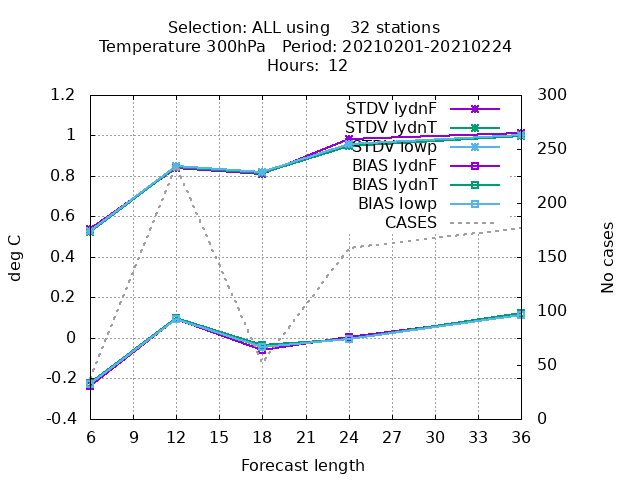 Selection: ALL using    32 stations
Temperature 300hPa   Period: 20210201-20210224
Hours: 12
1.2
1
0.8
0.6
0.4
0.2
0
-0.2
-0.4
deg C
STDV lydnF
STDV lydnT
STDV lowp
BIAS lydnF
BIAS lydnT
BIAS lowp
CASES
300
250
200
150
100
50
0
No cases
6 9 12 15 18 21 24 27 30 33 36
Forecast length